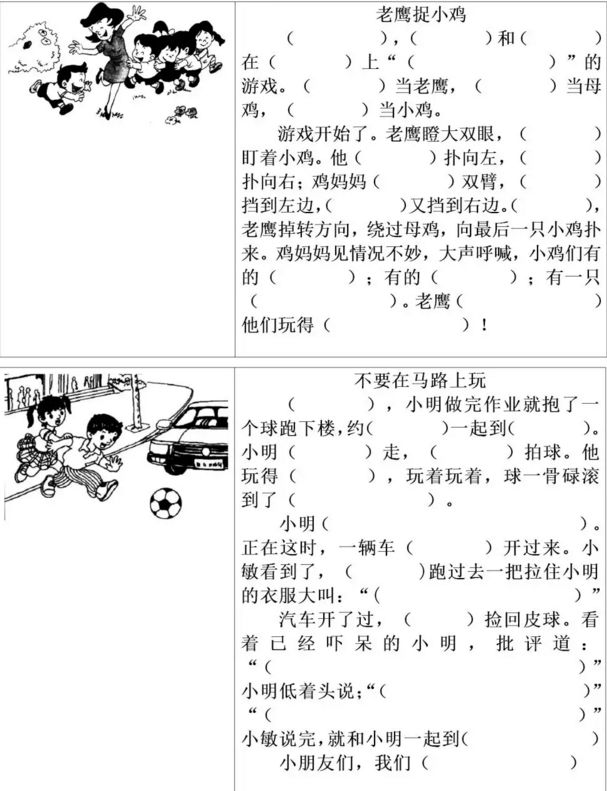 老鹰捉小鸡
（　　　），（　　　）和（　　　）
在（　　　）上“（　　　　　）”的
游戏。（　　　）当老鹰，（　　　）当母
鸡，（　　　）当小鸡。
游戏开始了。老鹰瞪大双眼，（　　　）
盯着小鸡。他（　　　）扑向左，（　　　）
扑向右；鸡妈妈（　　　）双臂，（　　　）
挡到左边，（　　　）又挡到右边。（　　　），
老鹰掉转方向，绕过母鸡，向最后一只小鸡扑
来。鸡妈妈见情况不妙，大声呼喊，小鸡们有
的（　　　）；有的（　　　）；有一只
（　　　　　）。老鹰（　　　　　）
他们玩得（　　　　　）！
不要在马路上玩
（　　　），小明做完作业就抱了一
个球跑下楼，约（　　　）一起到（　　　）。
小明（　　　）走，（　　　）拍球。他
玩得（　　　），玩着玩着，球一骨碌滚
到了（　　　　　）。
小明（　　　　　　　　　　）。
正在这时，一辆车（　　　）开过来。小
敏看到了，（　　　)跑过去一把拉住小明
的衣服大叫：“（　　　　　　　　）”
汽车开了过，（　　　）捡回皮球。看
着已经吓呆的小明，批评道：
“（　　　　　　　　　　　　　）”
小明低着头说；“（　　　　　　　　）”
“（　　　　　　　　　　　　　）”
小敏说完，就和小明一起到（　　　　　）
小朋友们，我们（　　　　　　）